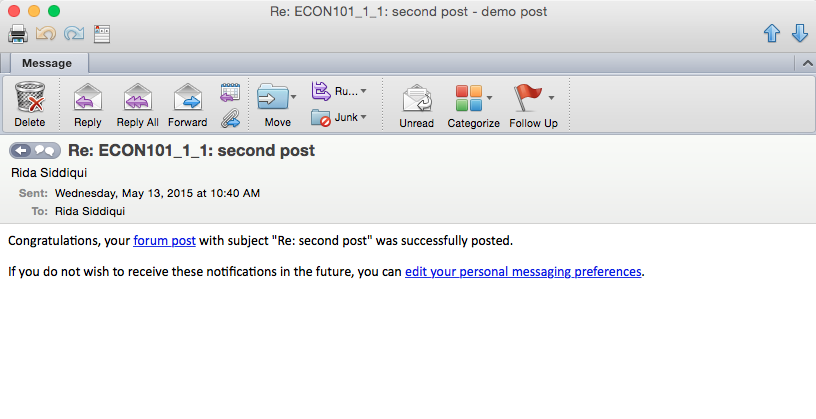 Re: ECON101_1_1: second post - demo post
Message
Delete Reply Reply All Forward Move Ru... Junk Unread Categorize Follow Up
Re: ECON101_1_1: second post
Rida Siddiqui
Sent: Wednesday, May 13, 2015 at 10:40 AM
To: Rida Siddiqui
Congratulations, your forum post with subject "Re: second post" was successfully posted.
If you do not wish to receive these notifications in the future, you can edit your personal messaging preferences.